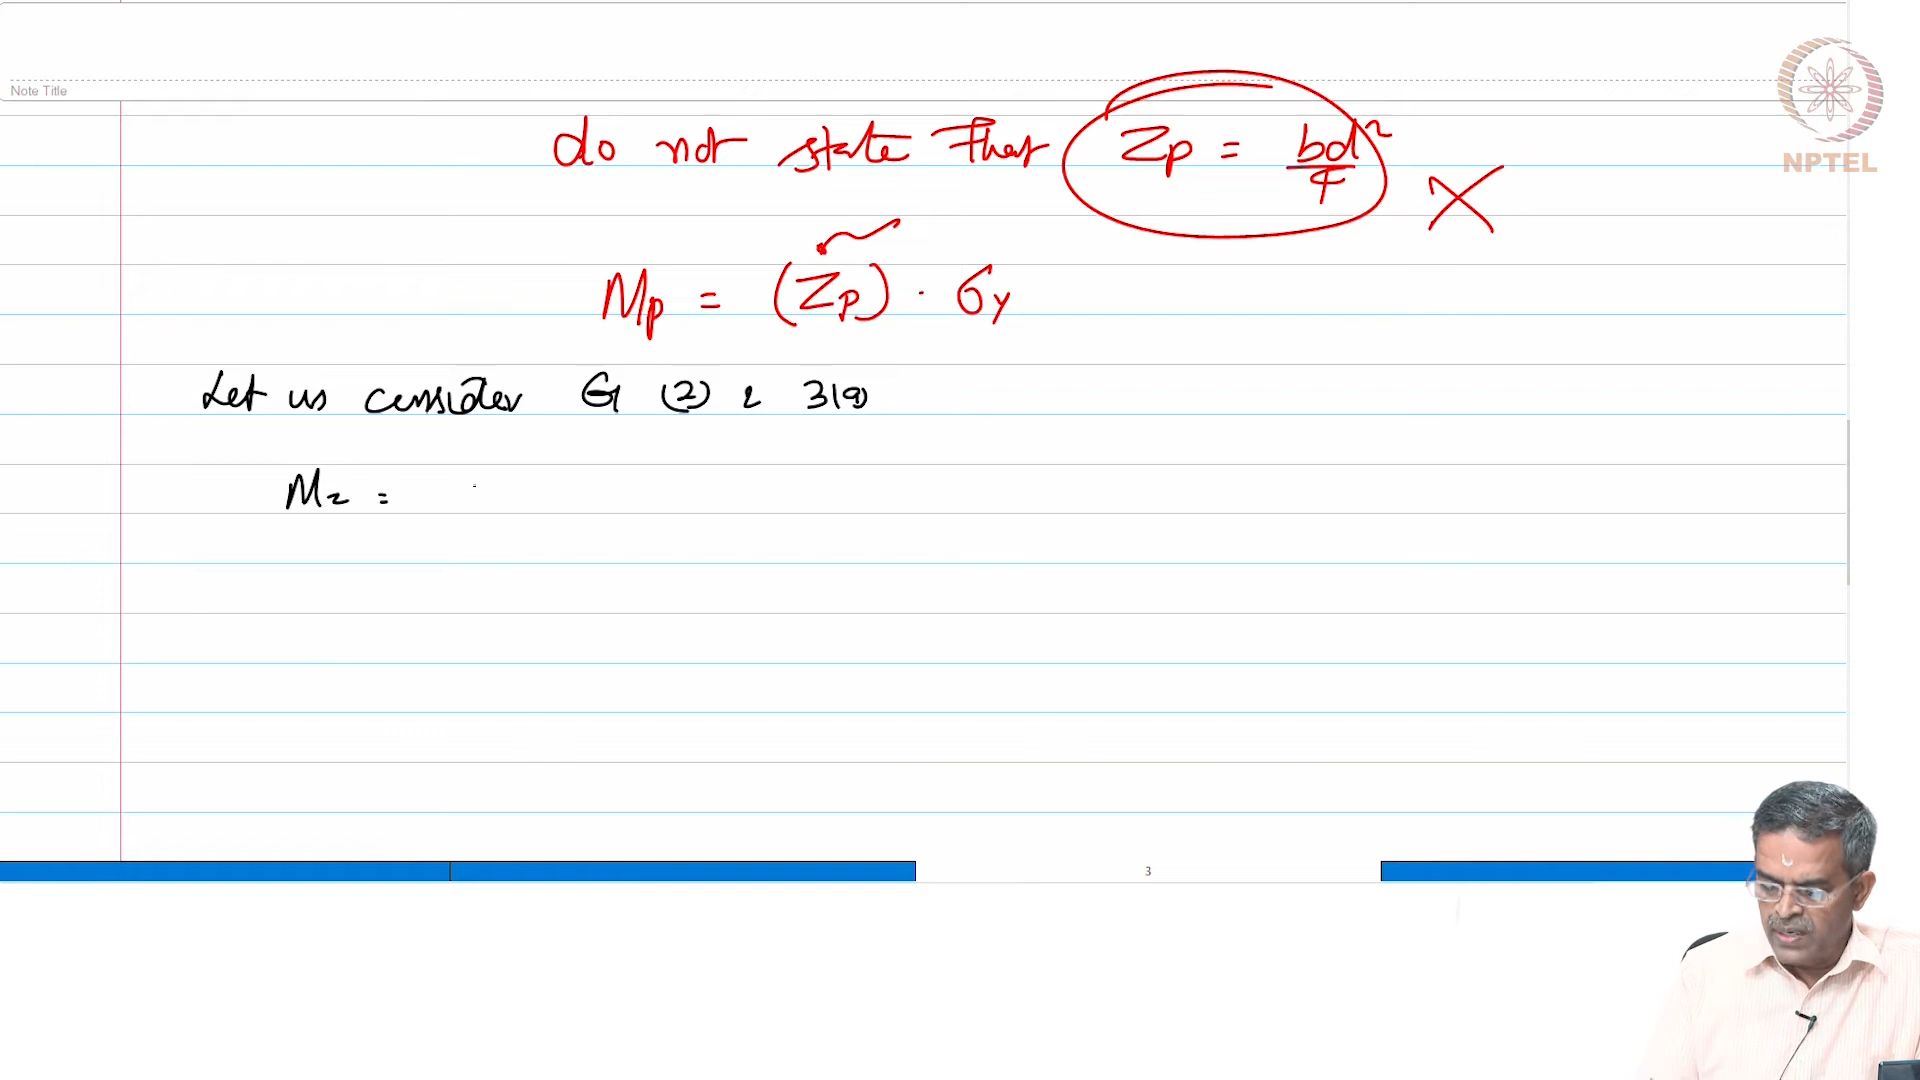 Note Title
do not state that Zp = bd²/4 X
Mp = (Zp) · σy
Let us consider Eq (2) & 3(a)
Mz =
3
NPTEL